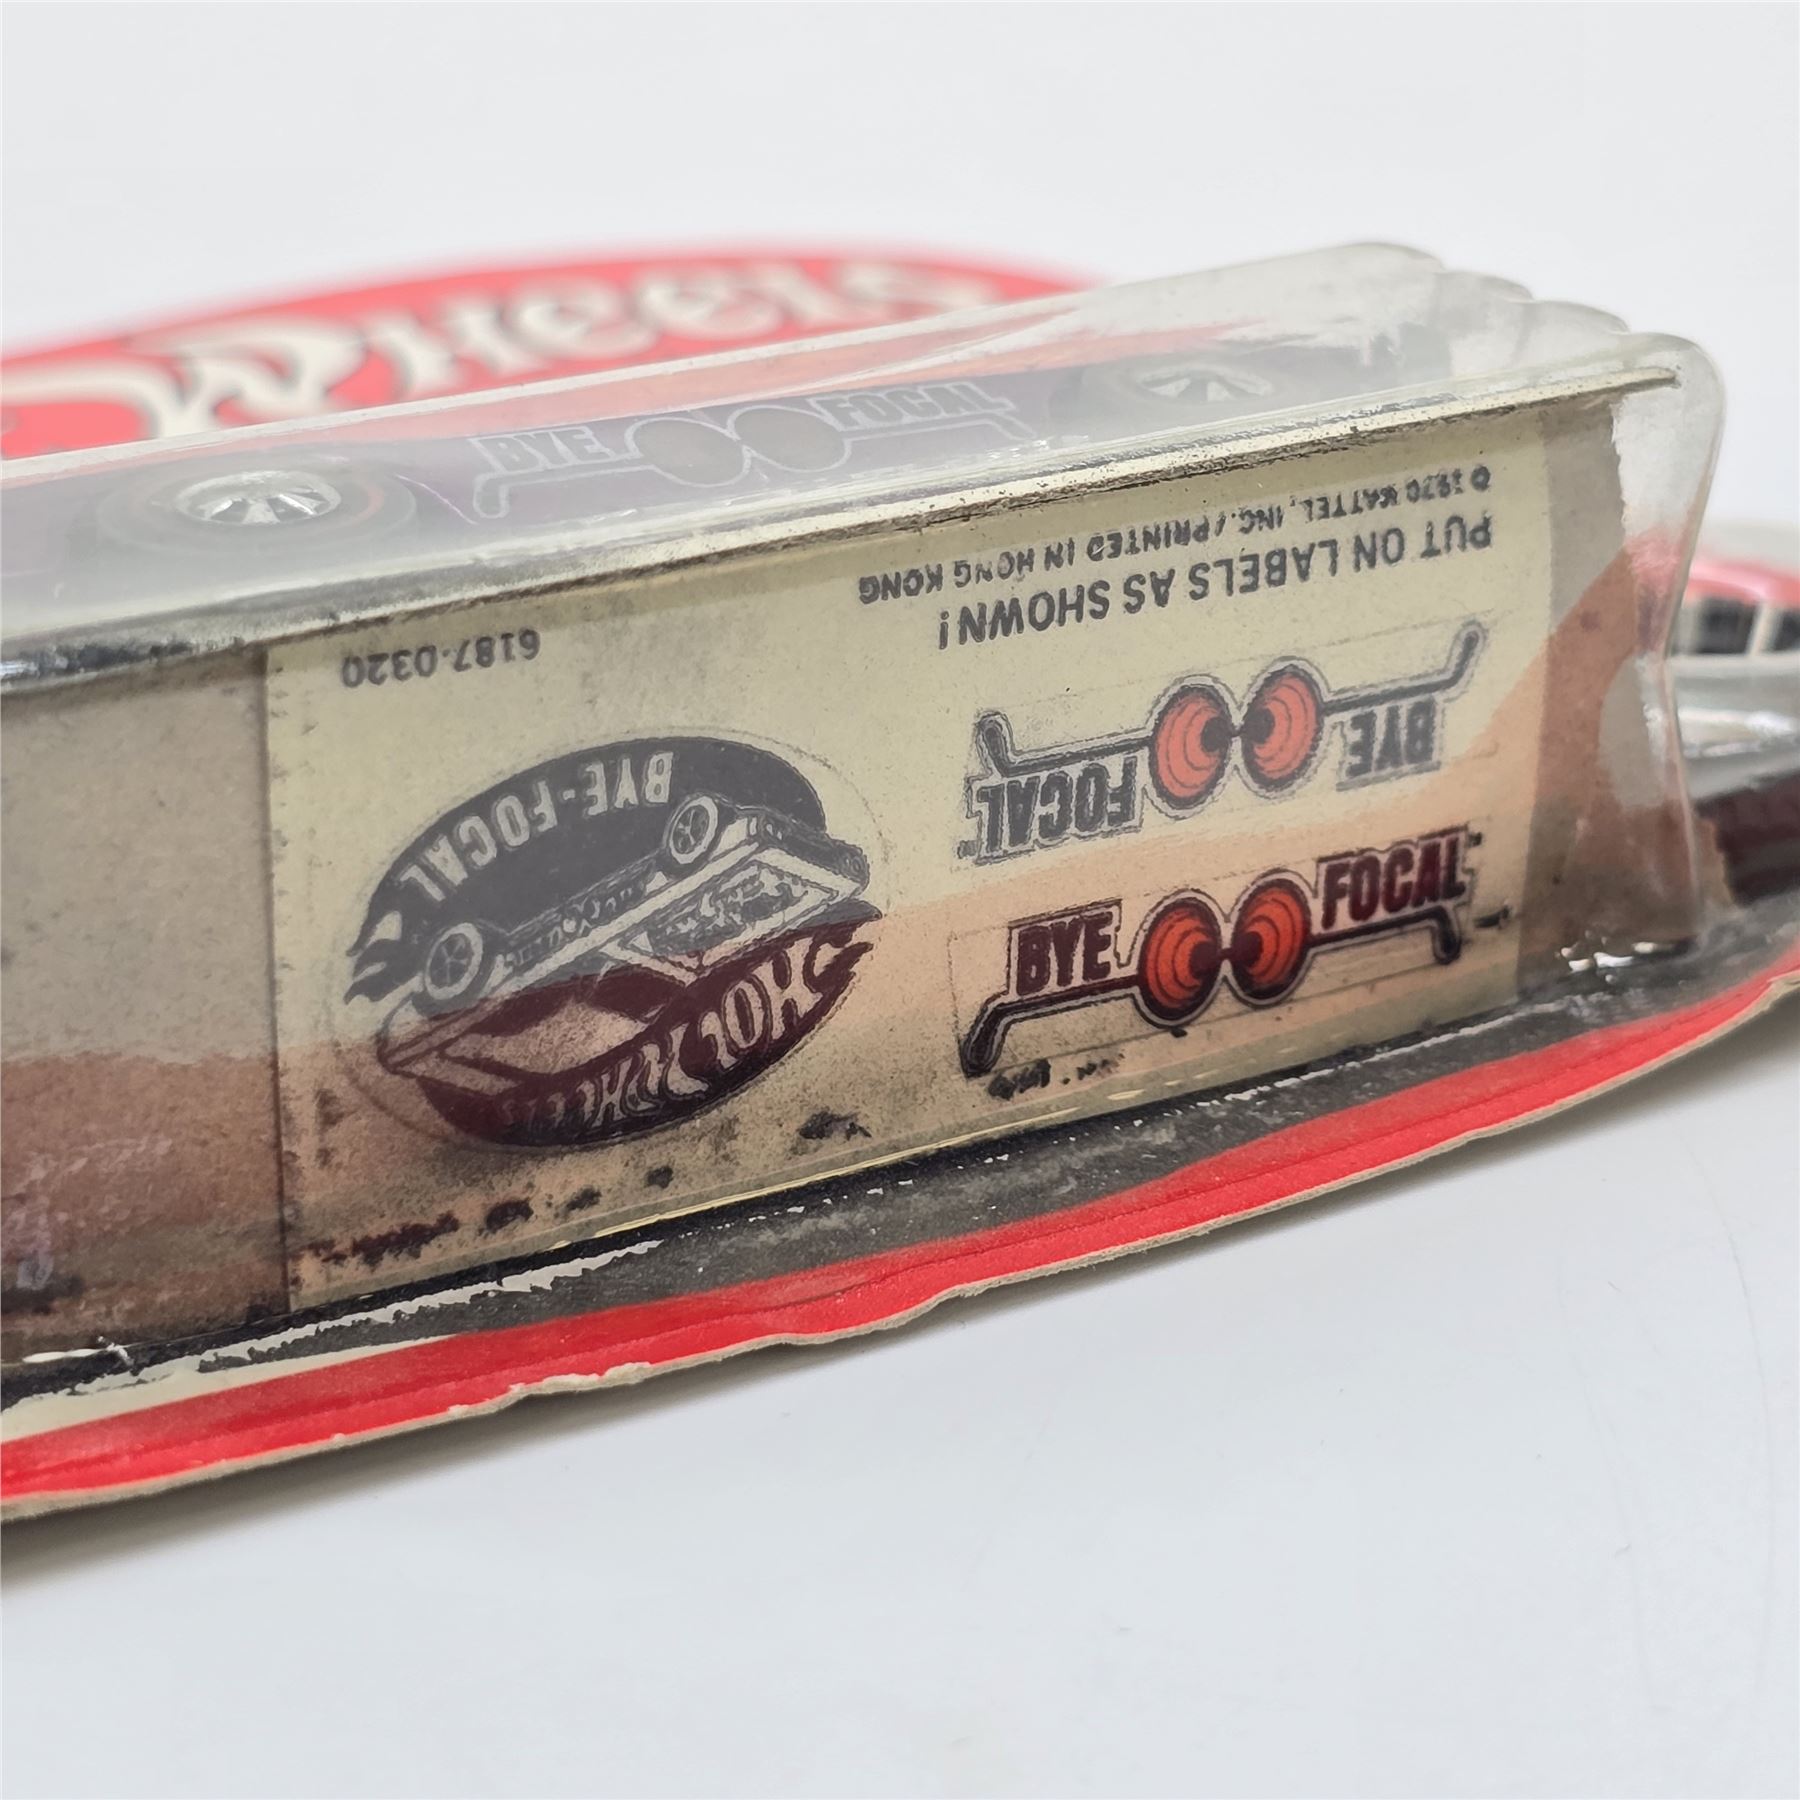 Wheels
BYE FOCAL
© 1970 MATTEL, INC./PRINTED IN HONG KONG
PUT ON LABELS AS SHOWN!
6187-0320
BYE FOCAL
BYE FOCAL
BYE-FOCAL
HOT WHEELS